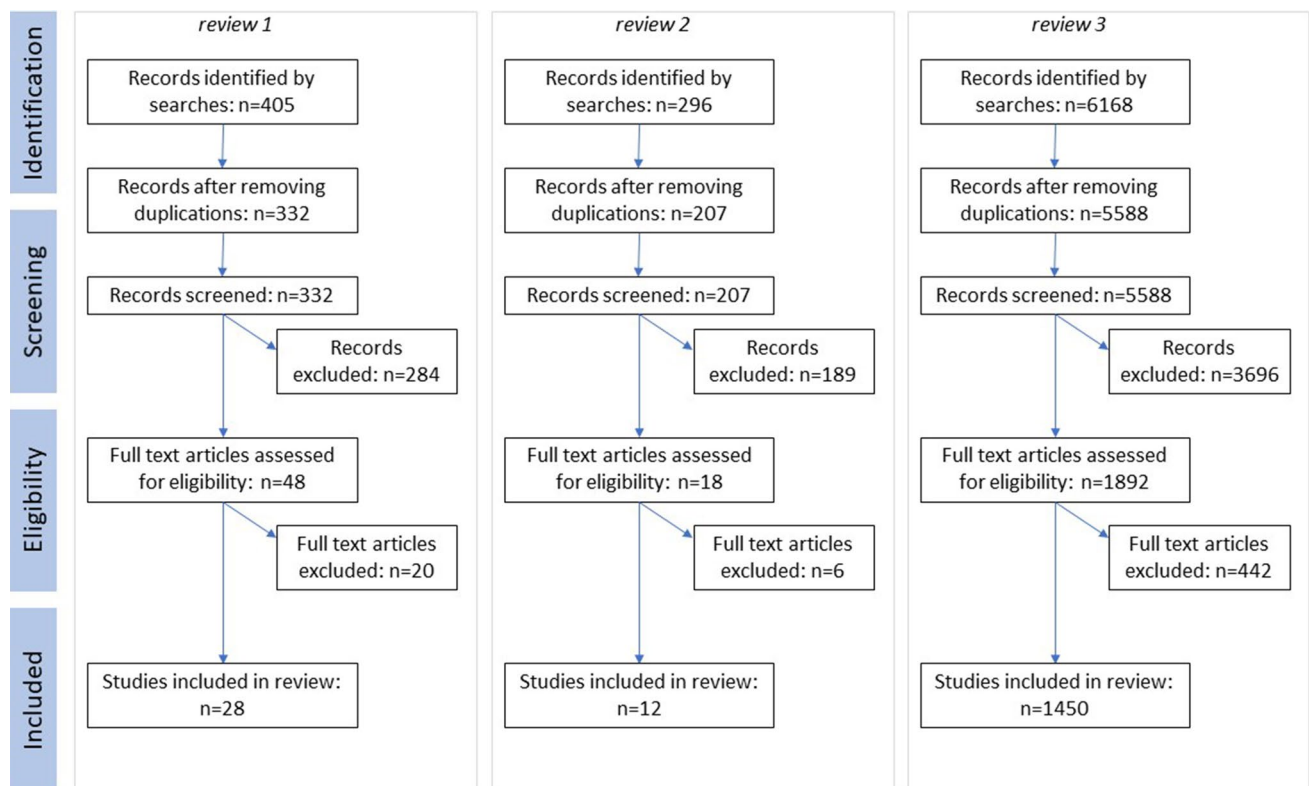 Identification
Screening
Eligibility
Included
review 1
Records identified by
searches: n=405
Records after removing
duplications: n=332
Records screened: n=332
Records
excluded: n=284
Full text articles assessed
for eligibility: n=48
Full text articles
excluded: n=20
Studies included in review:
n=28
review 2
Records identified by
searches: n=296
Records after removing
duplications: n=207
Records screened: n=207
Records
excluded: n=189
Full text articles assessed
for eligibility: n=18
Full text articles
excluded: n=6
Studies included in review:
n=12
review 3
Records identified by
searches: n=6168
Records after removing
duplications: n=5588
Records screened: n=5588
Records
excluded: n=3696
Full text articles assessed
for eligibility: n=1892
Full text articles
excluded: n=442
Studies included in review:
n=1450